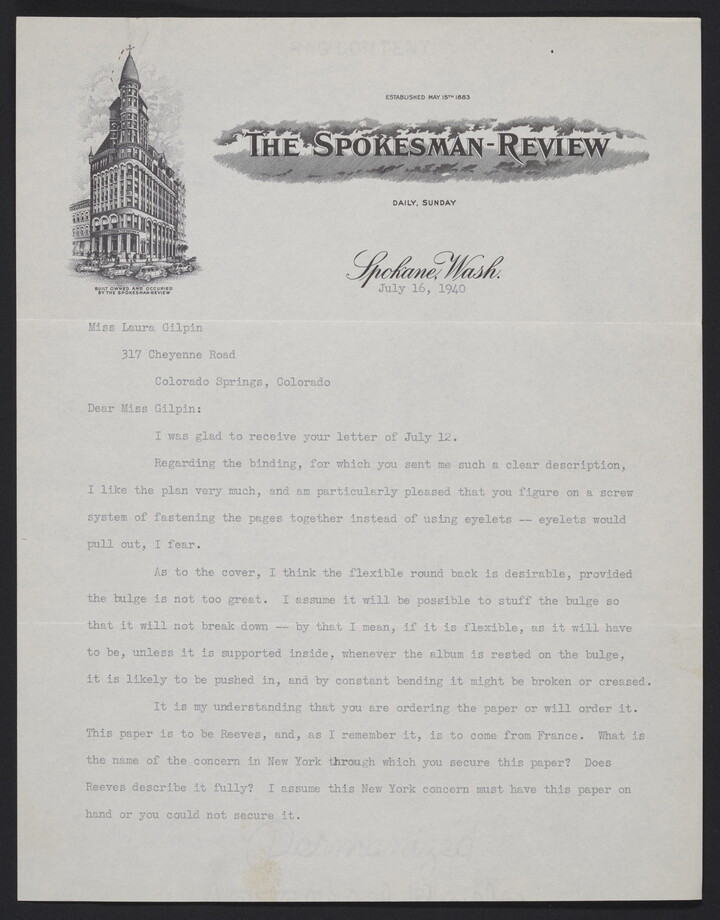 ESTABLISHED MAY 15TH 1883
THE SPOKESMAN-REVIEW
DAILY, SUNDAY
BUILT OWNED AND OCCUPIED
BY THE SPOKESMAN-REVIEW
Spokane, Wash.
July 16, 1940
Miss Laura Gilpin
317 Cheyenne Road
Colorado Springs, Colorado
Dear Miss Gilpin:
I was glad to receive your letter of July 12.
Regarding the binding, for which you sent me such a clear description,
I like the plan very much, and am particularly pleased that you figure on a screw
system of fastening the pages together instead of using eyelets -- eyelets would
pull out, I fear.
As to the cover, I think the flexible round back is desirable, provided
the bulge is not too great. I assume it will be possible to stuff the bulge so
that it will not break down -- by that I mean, if it is flexible, as it will have
to be, unless it is supported inside, whenever the album is rested on the bulge,
it is likely to be pushed in, and by constant bending it might be broken or creased.
It is my understanding that you are ordering the paper or will order it.
This paper is to be Reeves, and, as I remember it, is to come from France. What is
the name of the concern in New York through which you secure this paper? Does
Reeves describe it fully? I assume this New York concern must have this paper on
hand or you could not secure it.